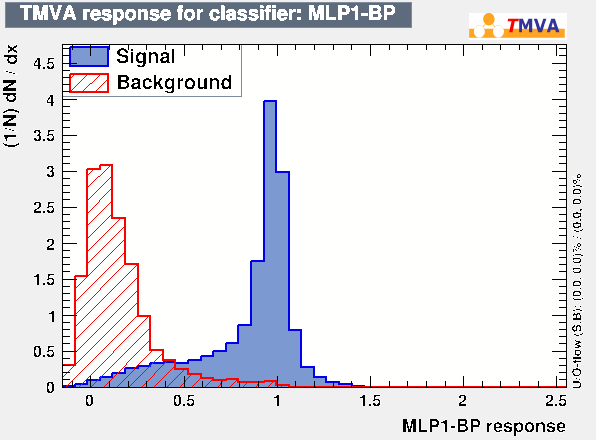 TMVA response for classifier: MLP1-BP
TMVA
Signal
Background
(1/N) dN / dx
4.5
4
3.5
3
2.5
2
1.5
1
0.5
0
0 0.5 1 1.5 2 2.5
MLP1-BP response
U/O-flow (S,B): (0.0, 0.0)% / (0.0, 0.0)%